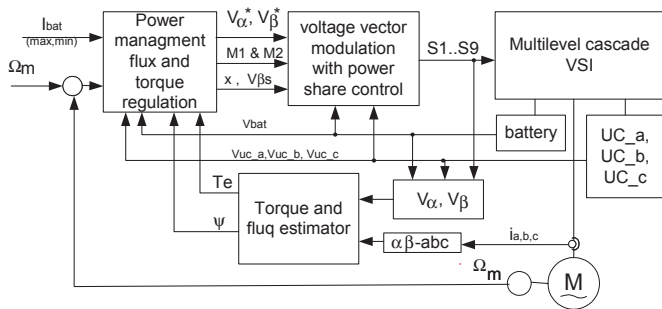 Ibat
(max,min)
Ωm
Power
managment
flux and
torque
regulation
Vα*, Vβ*
M1 & M2
x , Vβs
voltage vector
modulation
with power
share control
S1..S9
Multilevel cascade
VSI
battery
UC_a,
UC_b,
UC_c
Vbat
Vuc_a,Vuc_b, Vuc_c
Te
ψ
Torque and
fluq estimator
Vα, Vβ
αβ-abc
ia,b,c
Ωm
M
~